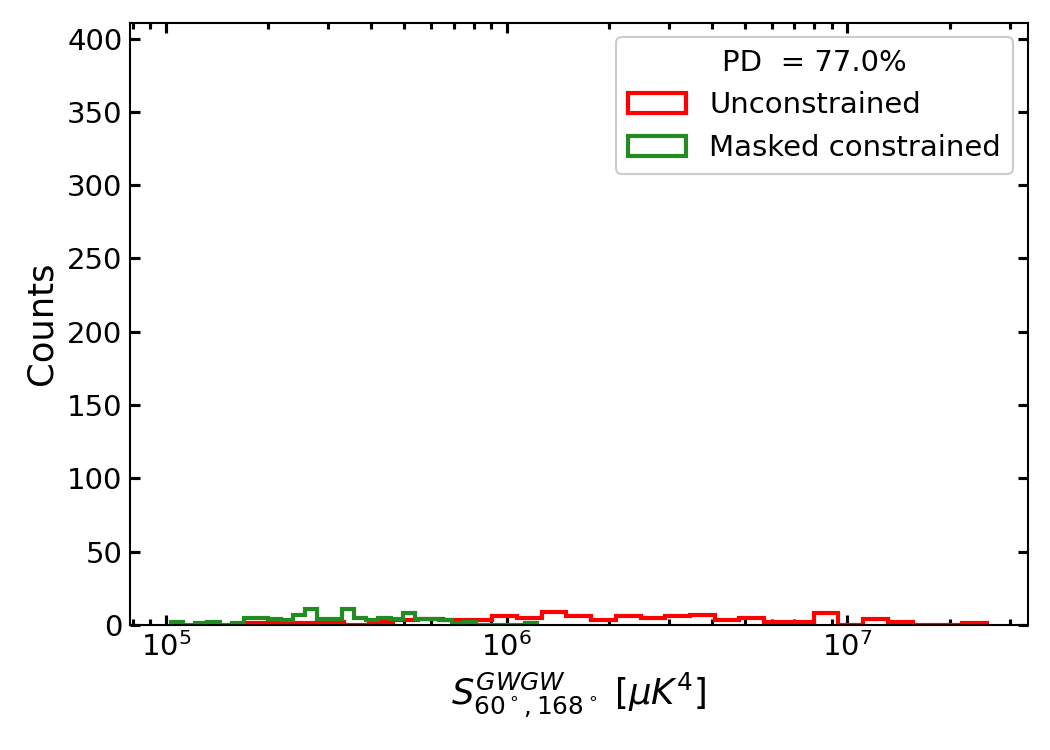 PD = 77.0%
Unconstrained
Masked constrained
Counts
400
350
300
250
200
150
100
50
0
10^5 10^6 10^7
S^{GWGW}_{60°,168°} [μK^4]